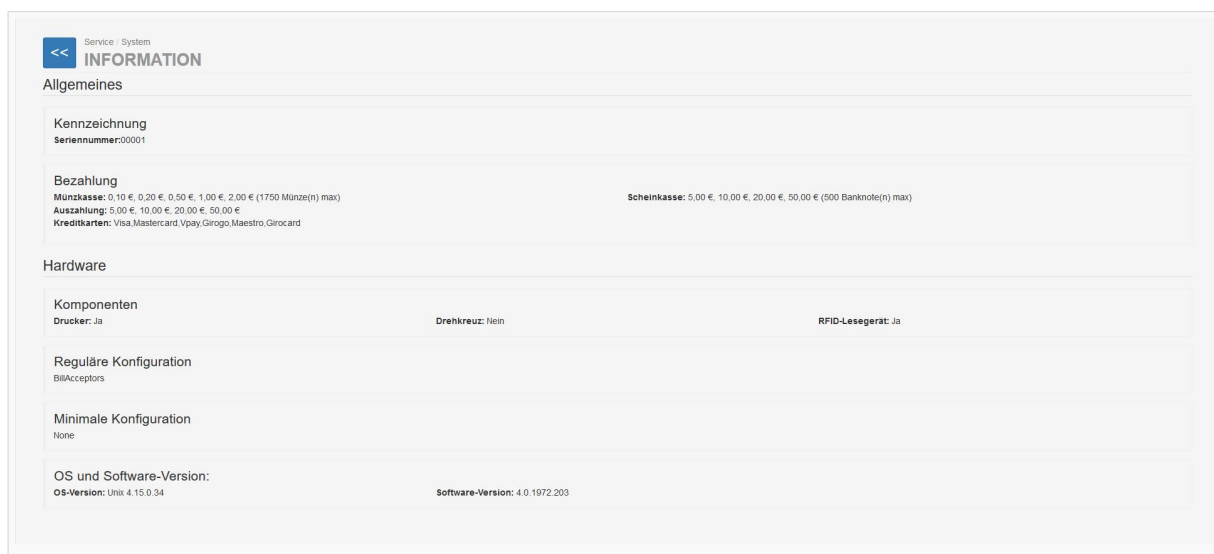 <<
Service / System
INFORMATION
Allgemeines
Kennzeichnung
Seriennummer:00001
Bezahlung
Münzkasse: 0,10 €, 0,20 €, 0,50 €, 1,00 €, 2,00 € (1750 Münze(n) max)
Scheinkasse: 5,00 €, 10,00 €, 20,00 €, 50,00 € (500 Banknote(n) max)
Auszahlung: 5,00 €, 10,00 €, 20,00 €, 50,00 €
Kreditkarten: Visa,Mastercard,Vpay,Girogo,Maestro,Girocard
Hardware
Komponenten
Drucker: Ja
Drehkreuz: Nein
RFID-Lesegerät: Ja
Reguläre Konfiguration
BillAcceptors
Minimale Konfiguration
None
OS und Software-Version:
OS-Version: Unix 4.15.0.34
Software-Version: 4.0.1972.203